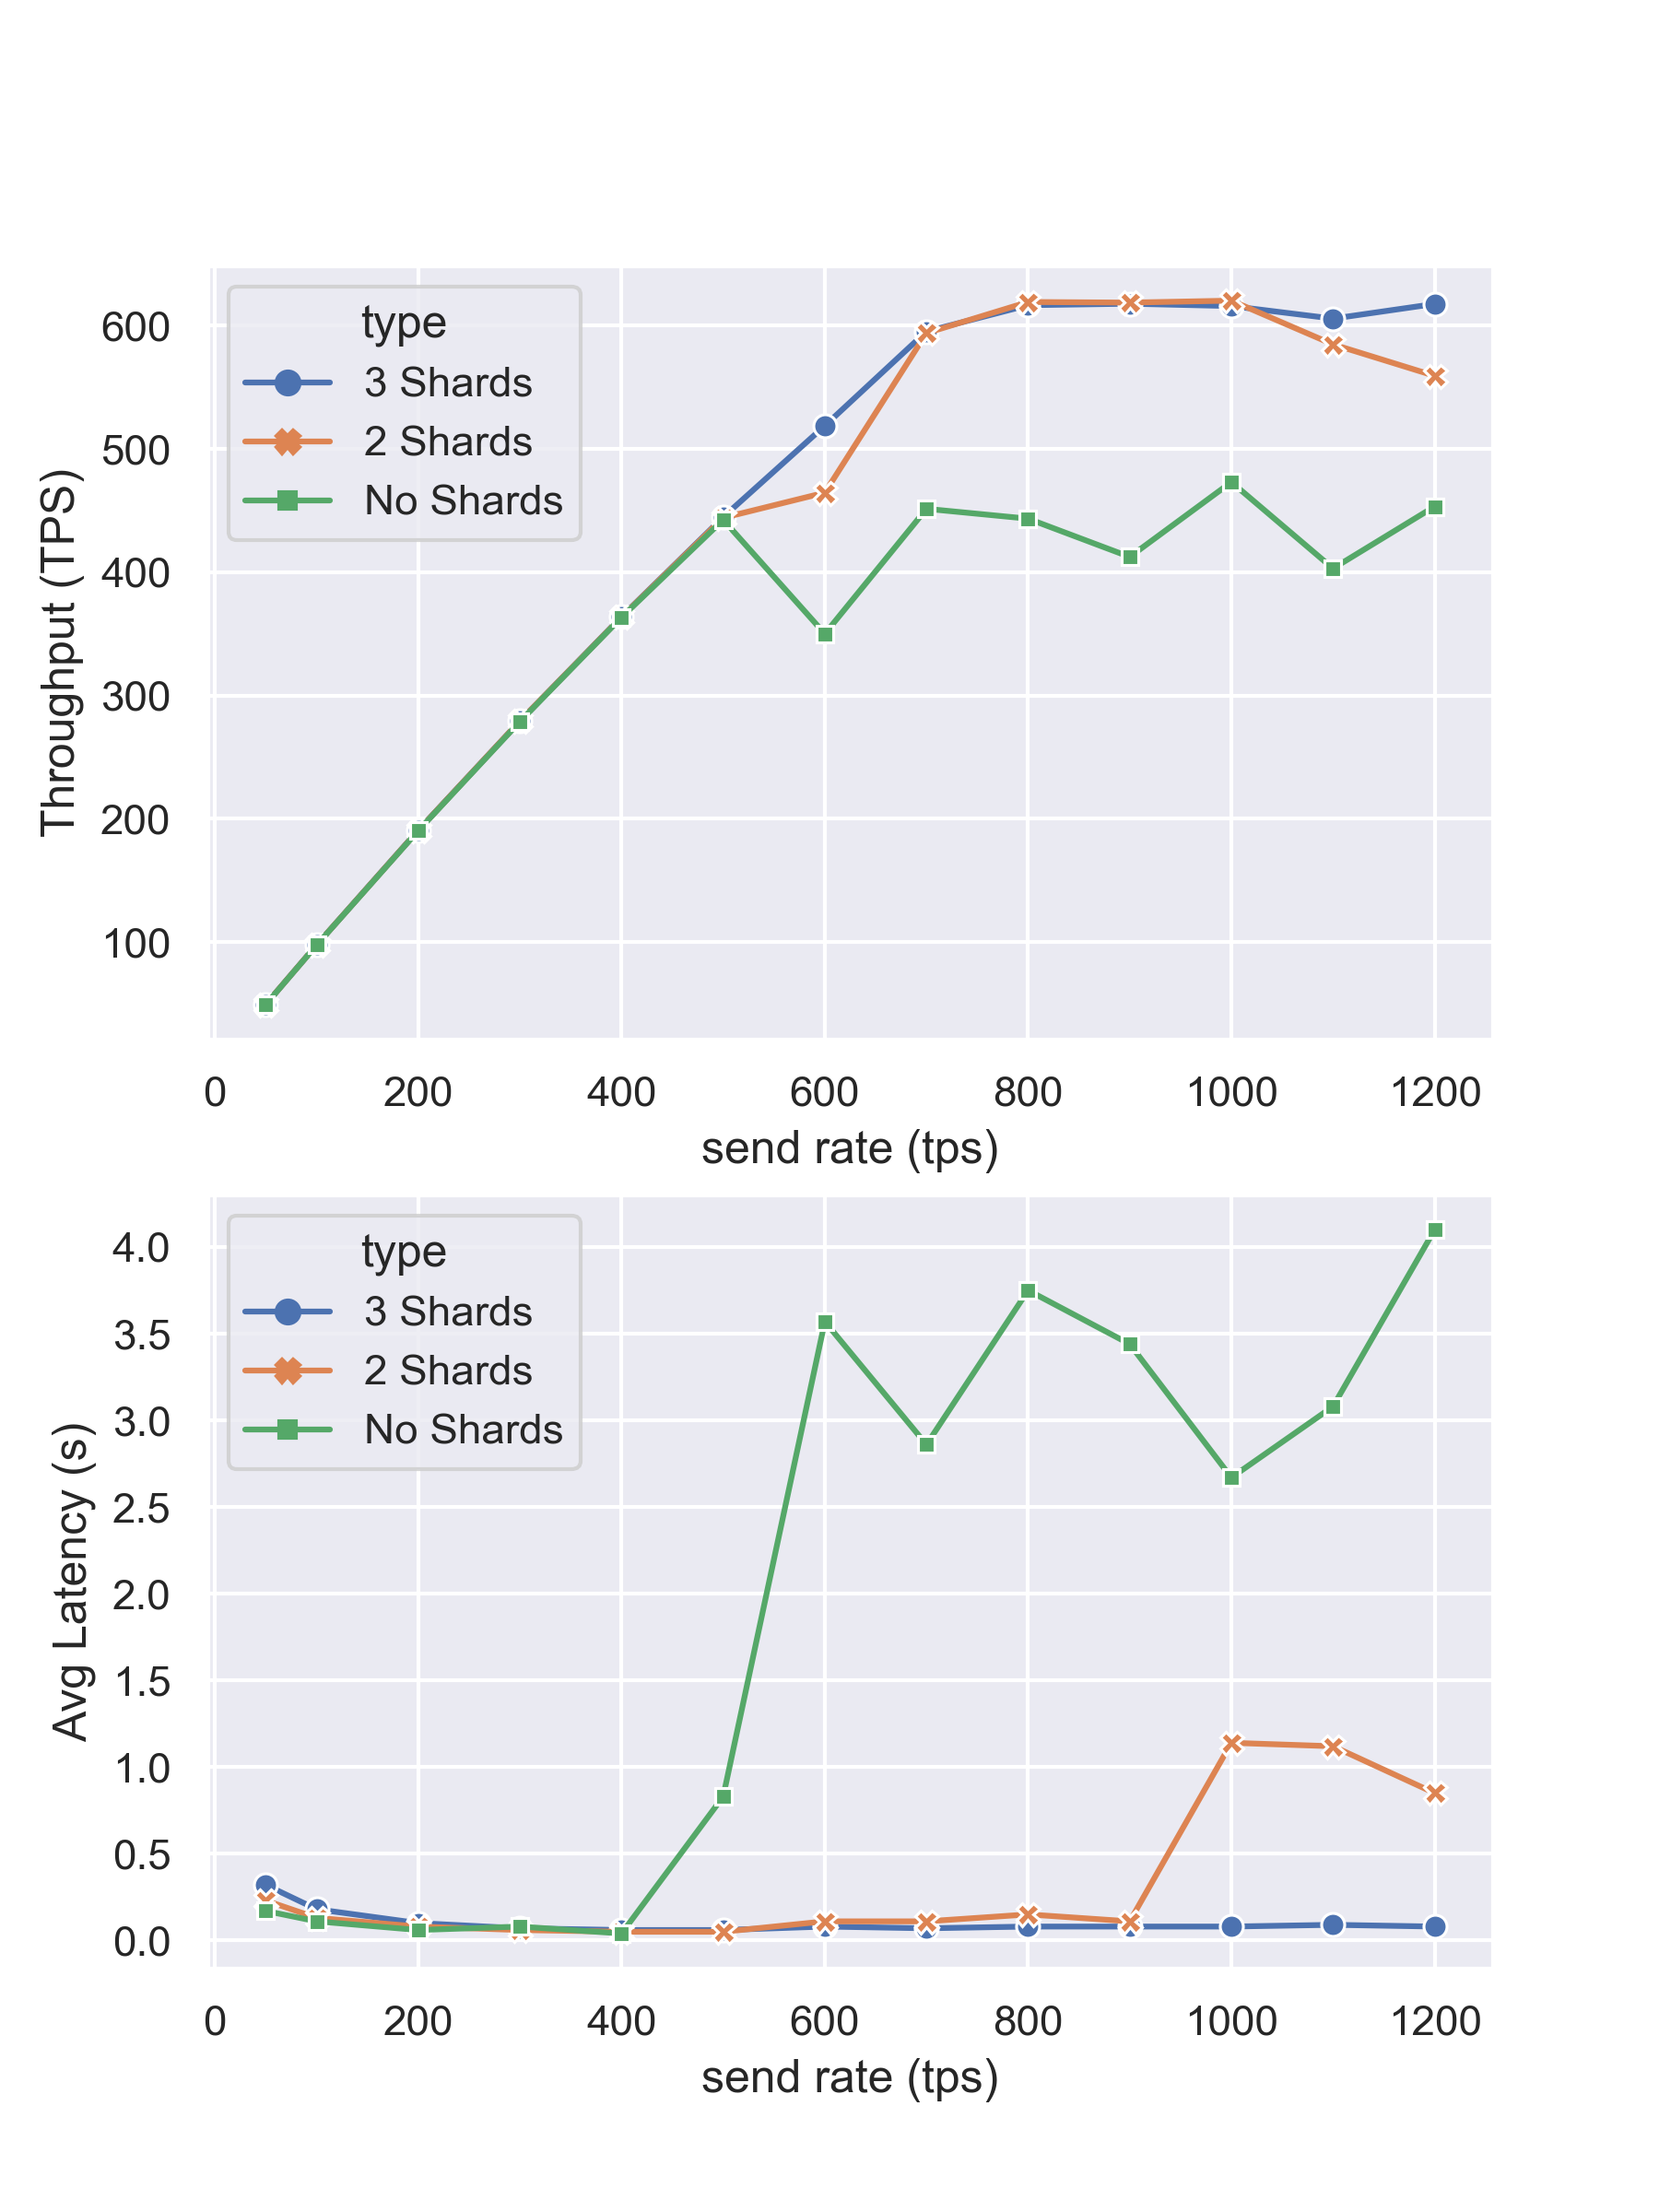 type
3 Shards
2 Shards
No Shards
Throughput (TPS)
600
500
400
300
200
100
0 200 400 600 800 1000 1200
send rate (tps)
type
3 Shards
2 Shards
No Shards
Avg Latency (s)
4.0
3.5
3.0
2.5
2.0
1.5
1.0
0.5
0.0
0 200 400 600 800 1000 1200
send rate (tps)